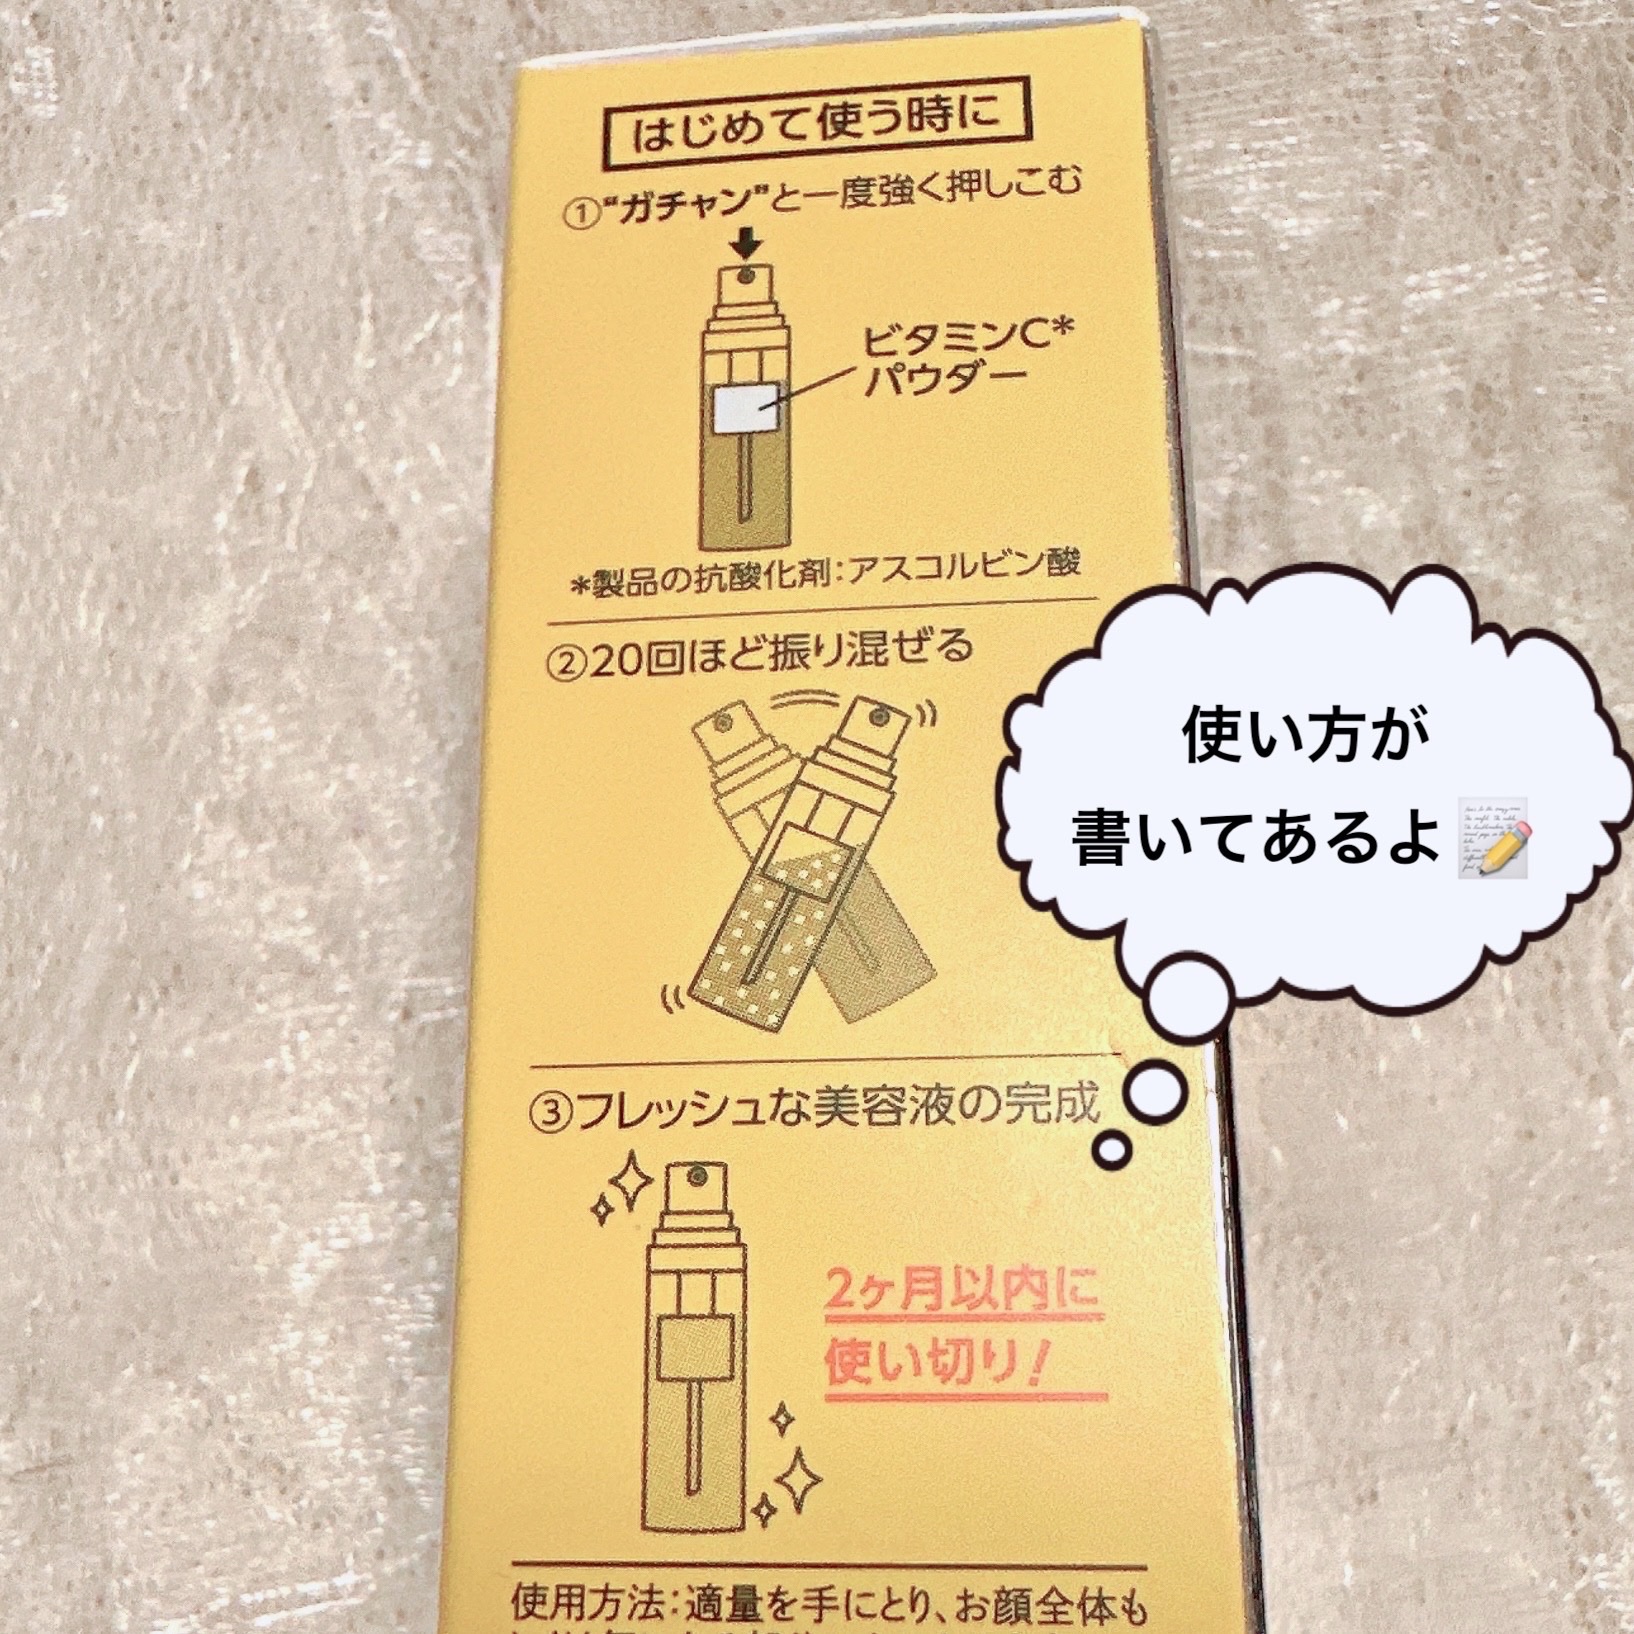 はじめて使う時に
①“ガチャン”と一度強く押しこむ
ビタミンC*
パウダー
*製品の抗酸化剤:アスコルビン酸
②20回ほど振り混ぜる
使い方が
書いてあるよ
③フレッシュな美容液の完成
2ヶ月以内に
使い切り!
使用方法:適量を手にとり、お顔全体も